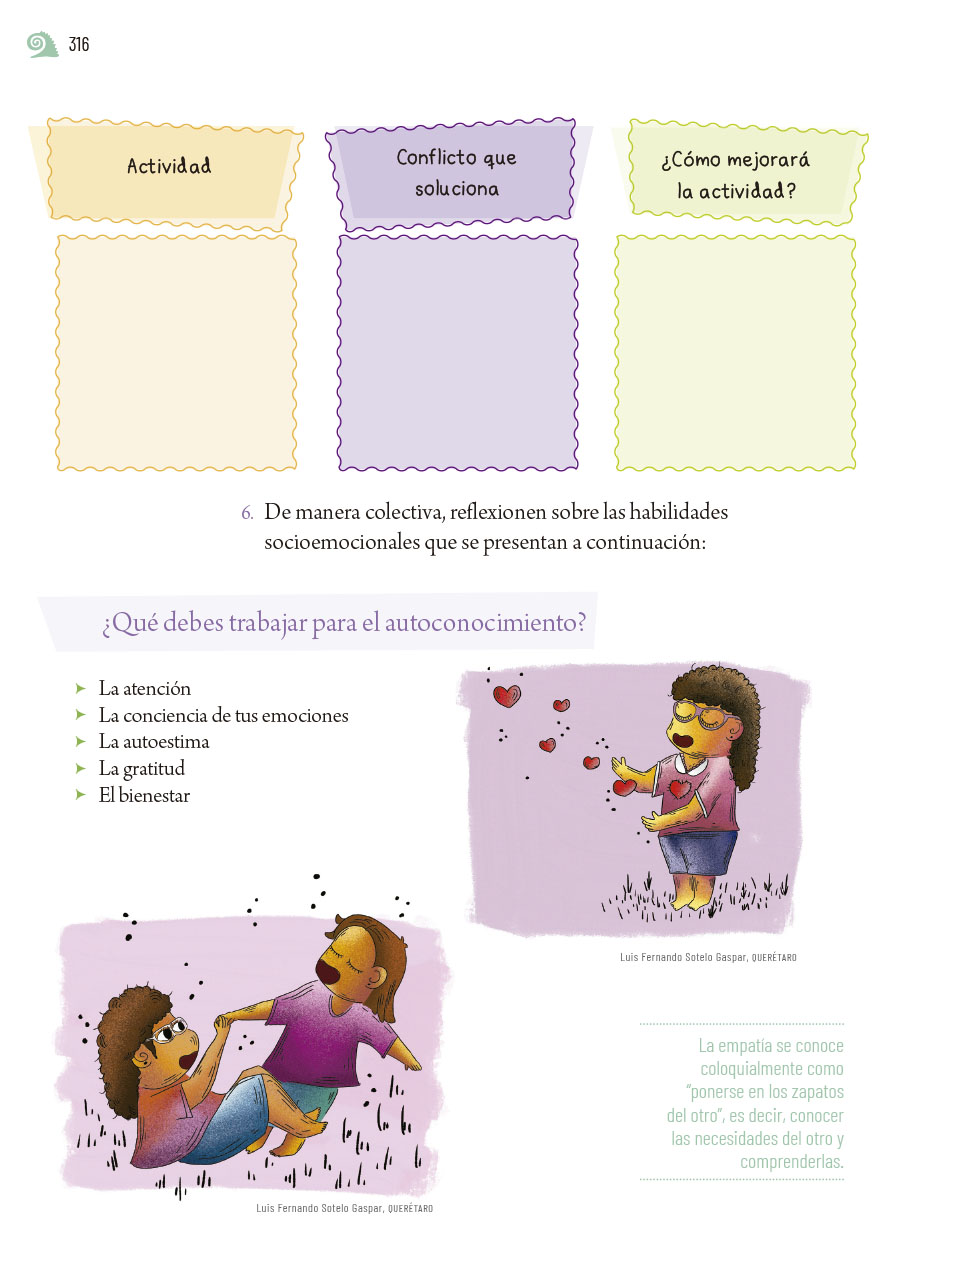 316
Actividad
Conflicto que
soluciona
¿Cómo mejorará
la actividad?
6. De manera colectiva, reflexionen sobre las habilidades
socioemocionales que se presentan a continuación:
¿Qué debes trabajar para el autoconocimiento?
La atención
La conciencia de tus emociones
La autoestima
La gratitud
El bienestar
Luis Fernando Sotelo Gaspar, QUERÉTARO
La empatía se conoce
coloquialmente como
"ponerse en los zapatos
del otro", es decir, conocer
las necesidades del otro y
comprenderlas.
Luis Fernando Sotelo Gaspar, QUERÉTARO